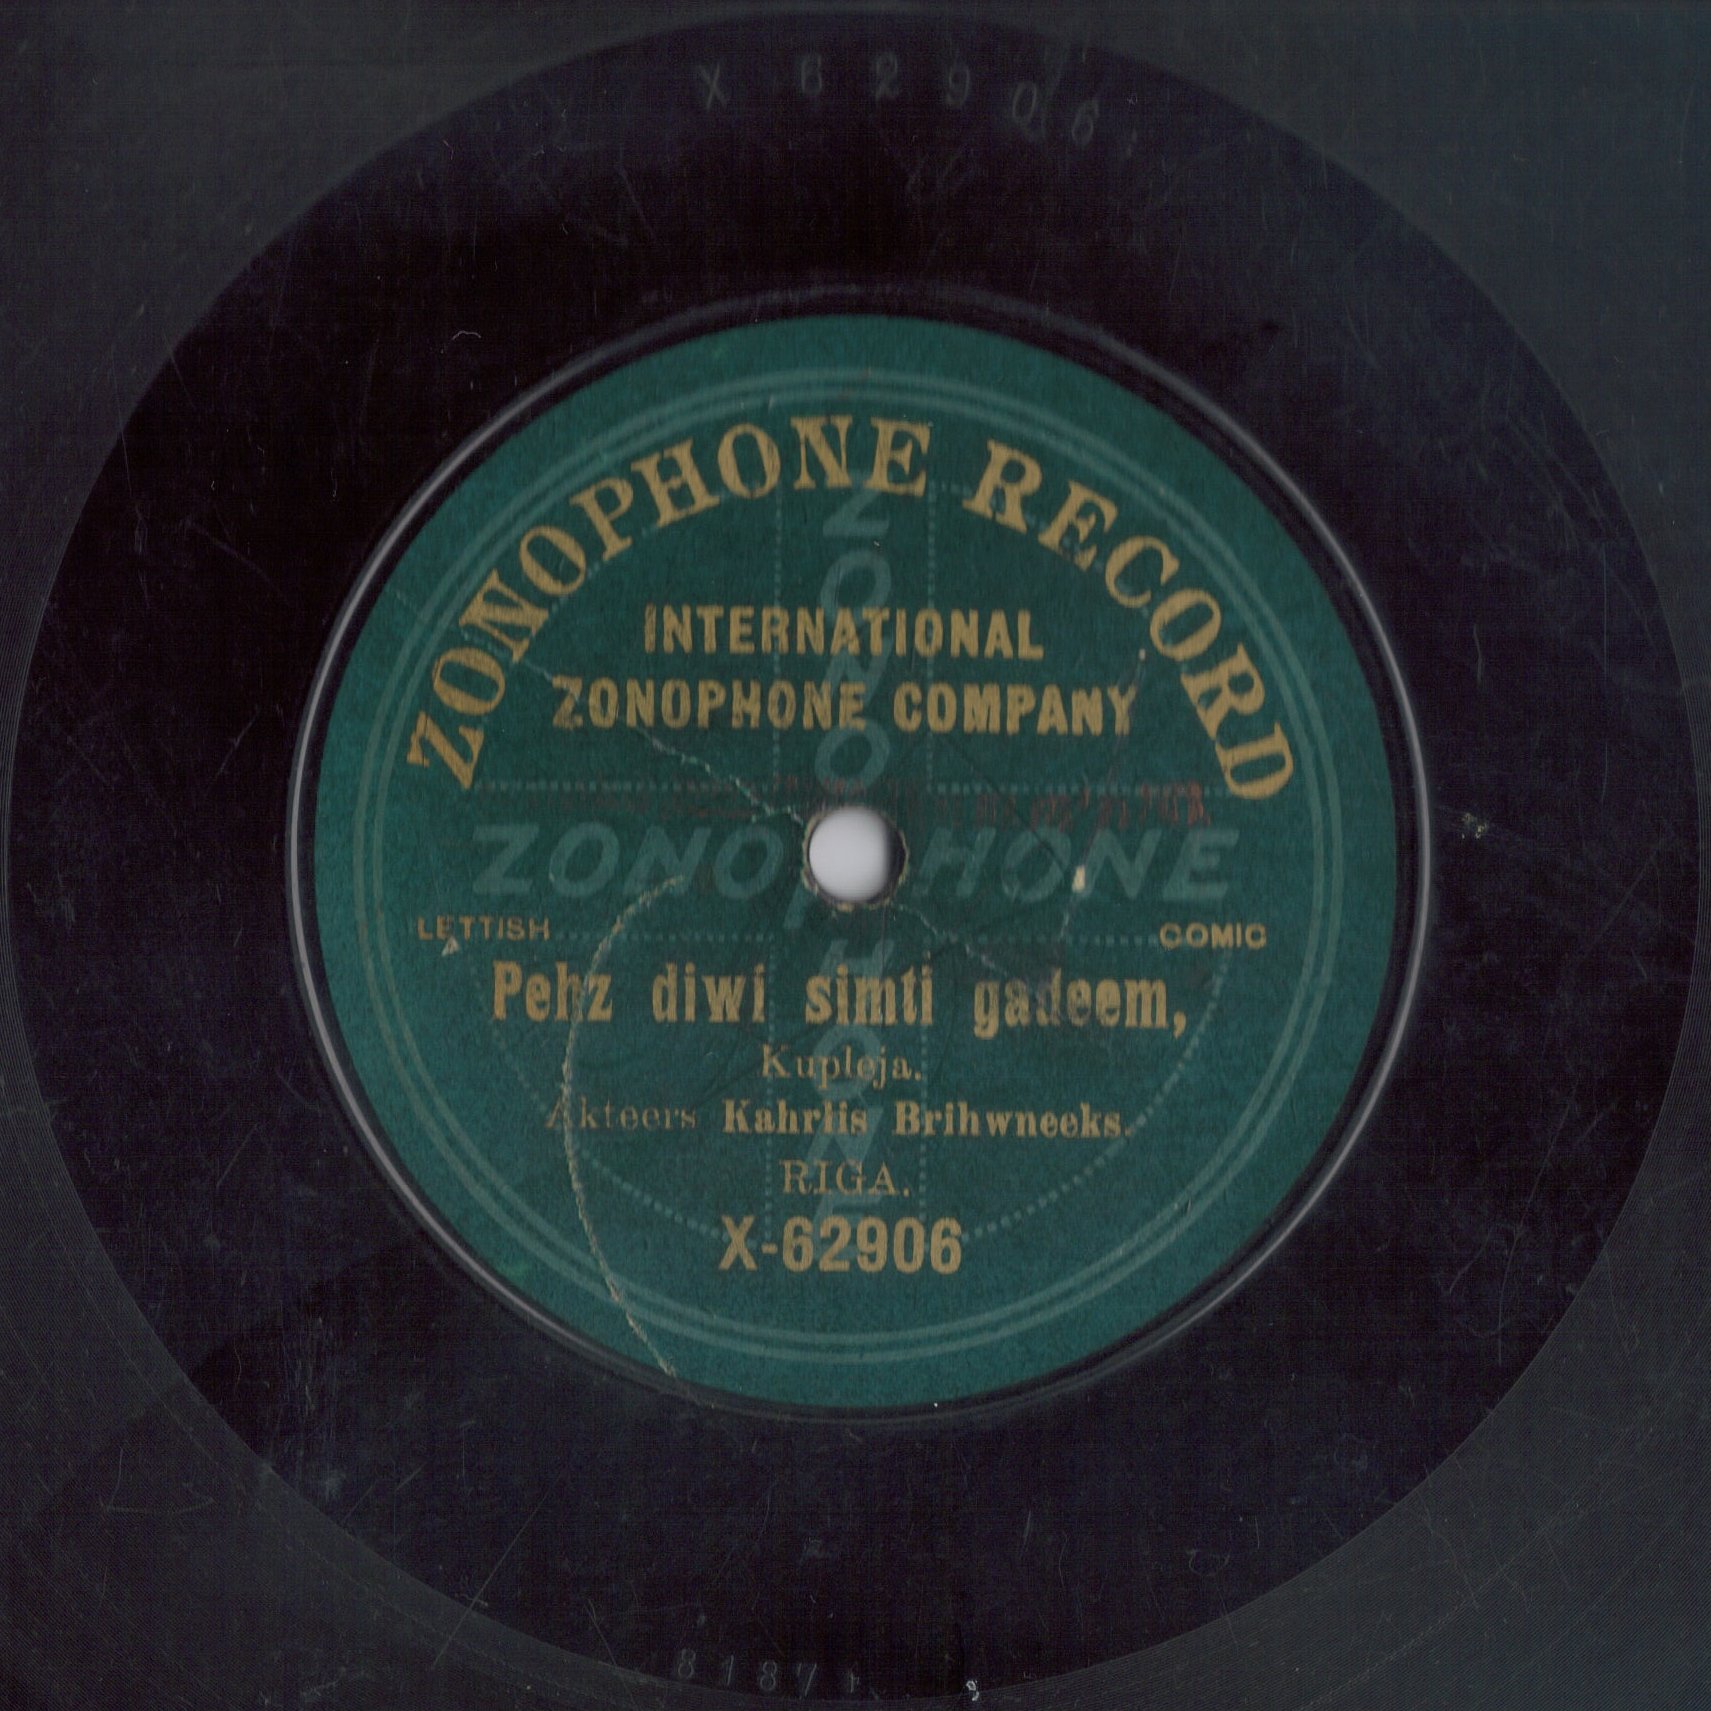 X 62906.
ZONOPHONE RECORD
INTERNATIONAL
ZONOPHONE COMPANY
ZONOPHONE
ZONOPHONE
LETTISH COMIC
Pehz diwi simti gadeem,
Kupleja.
Akteers Kahrlis Brihwneeks.
RIGA.
X-62906